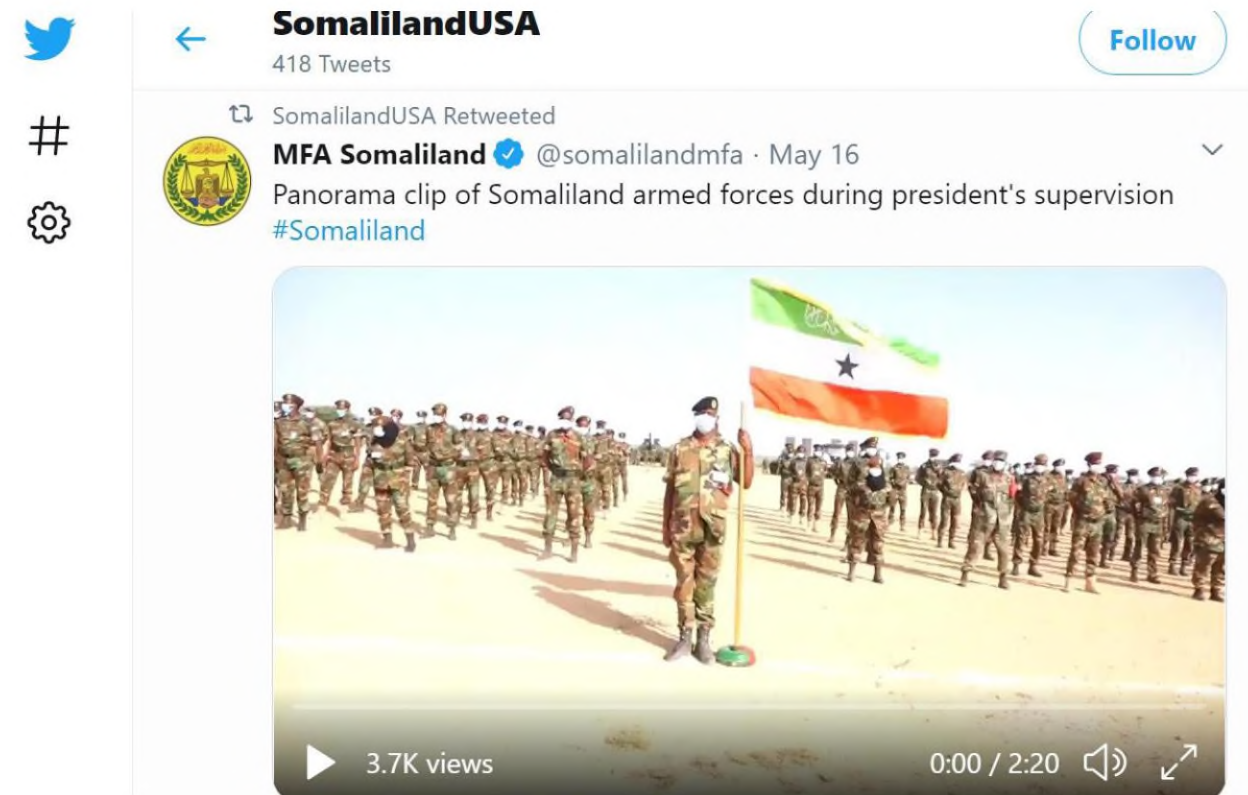 SomalilandUSA
418 Tweets
Follow
SomalilandUSA Retweeted
MFA Somaliland @somalilandmfa · May 16
Panorama clip of Somaliland armed forces during president's supervision
#Somaliland
3.7K views
0:00 / 2:20